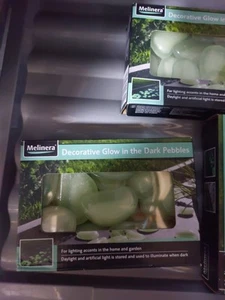 Melinera
Decorative Glow in
For lighting accents in the home and
Daylight and artificial light is stored and
Melinera
Decorative Glow in the Dark Pebbles
For lighting accents in the home and garden
Daylight and artificial light is stored and used to illuminate when dark